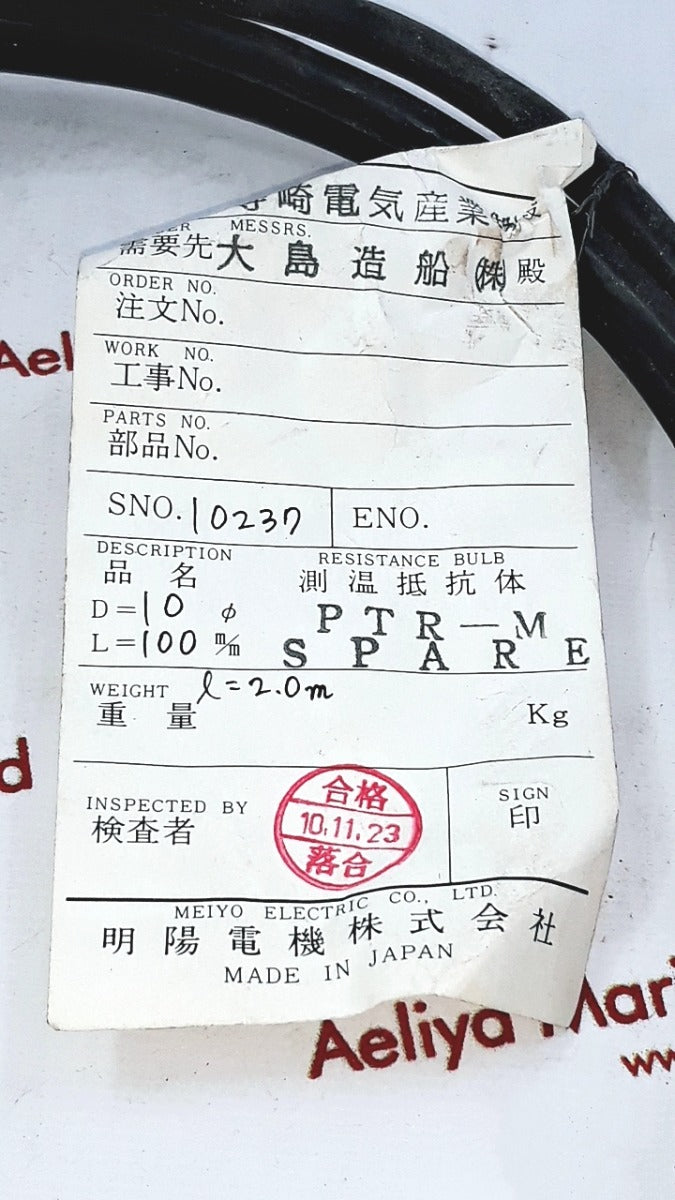 崎電気産業
MESSRS.
需要先 大島造船㈱殿
ORDER NO.
注文No.
WORK NO.
工事No.
PARTS NO.
部品No.
SNO. 10237 ENO.
DESCRIPTION RESISTANCE BULB
品名 測温抵抗体
D=10 φ PTR-M
L=100 m/m SPARE
WEIGHT l=2.0m
重量 Kg
INSPECTED BY 合格 SIGN
検査者 10.11.23 印
落合
MEIYO ELECTRIC CO., LTD.
明陽電機株式会社
MADE IN JAPAN
Ael
d
Aeliya Mar
ww